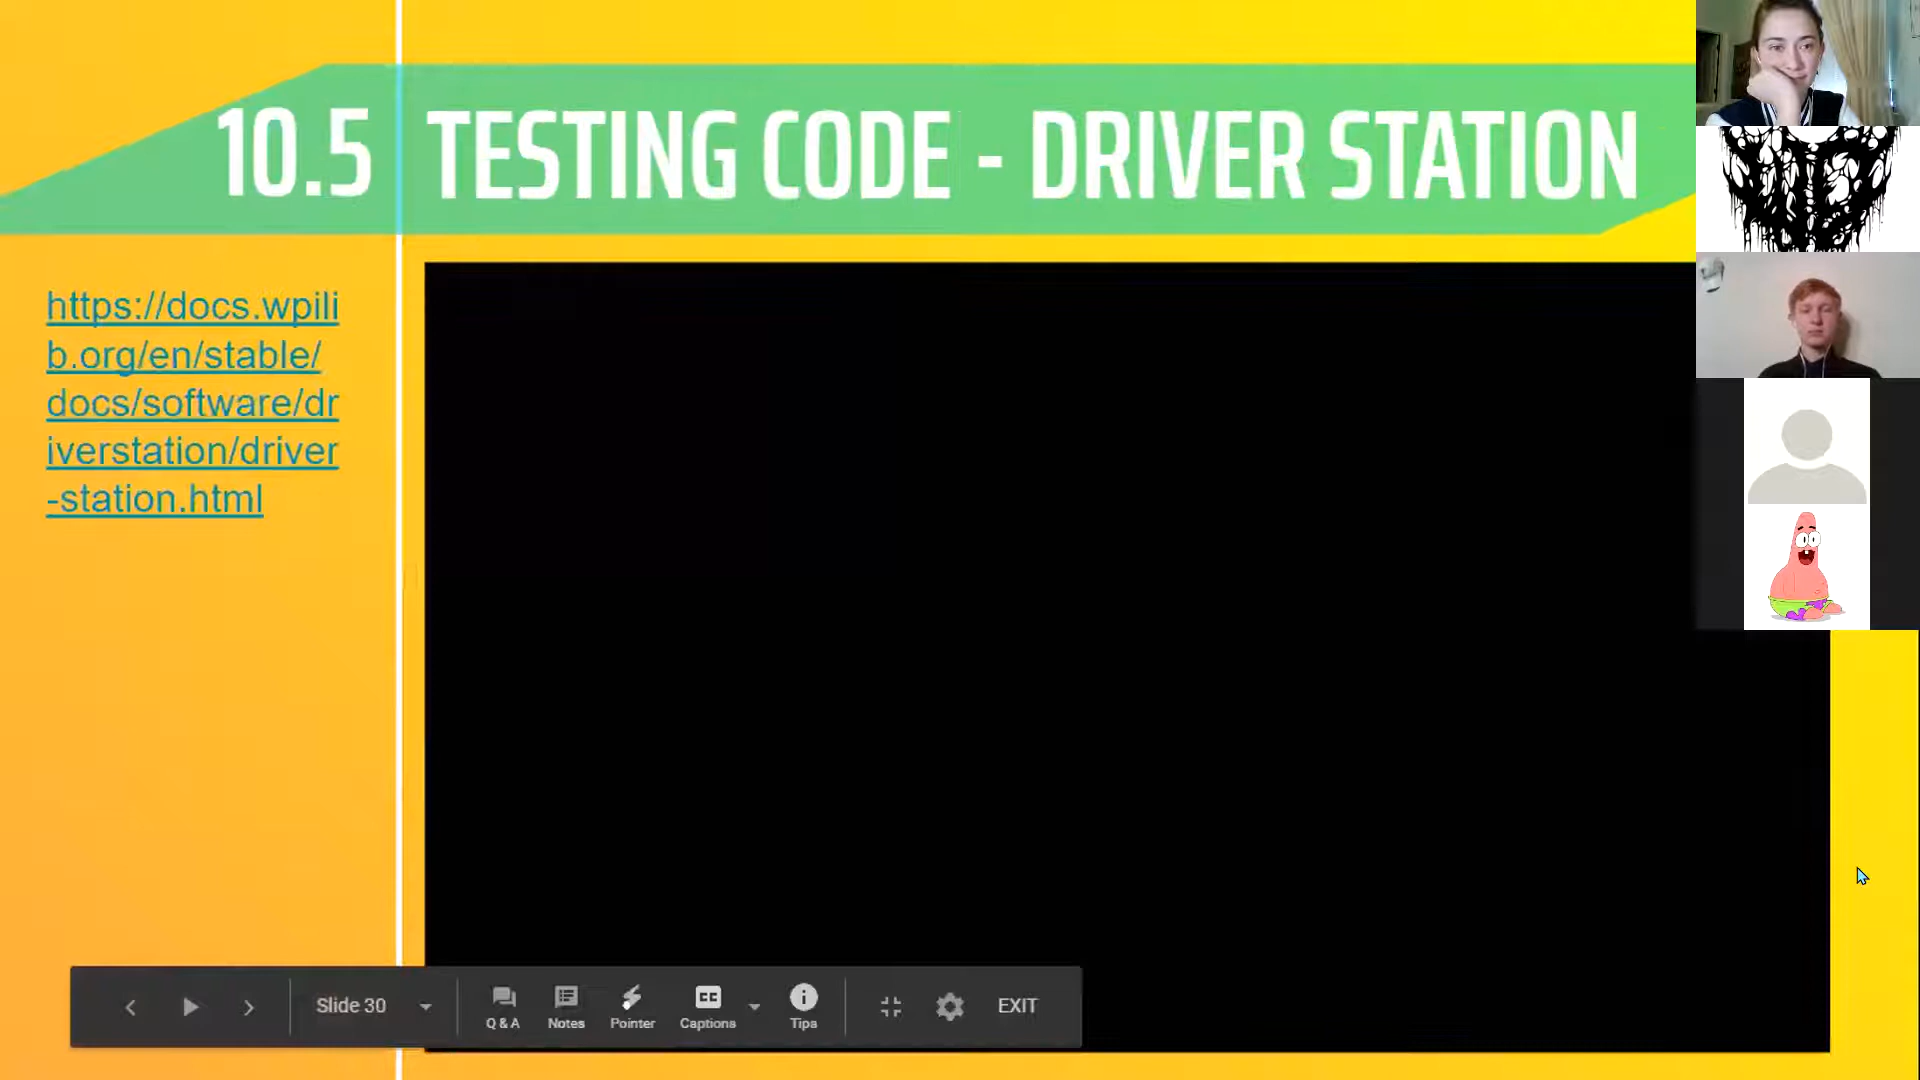 10.5 TESTING CODE - DRIVER STATION
https://docs.wpili
b.org/en/stable/
docs/software/dr
iverstation/driver
-station.html
Slide 30
Q & A
Notes
Pointer
CC
Captions
Tips
EXIT